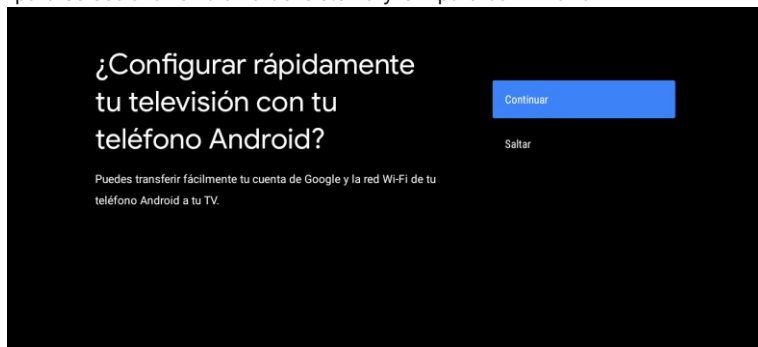 ¿Configurar rápidamente
tu televisión con tu
teléfono Android?
Puedes transferir fácilmente tu cuenta de Google y la red Wi-Fi de tu
teléfono Android a tu TV.
Continuar
Saltar